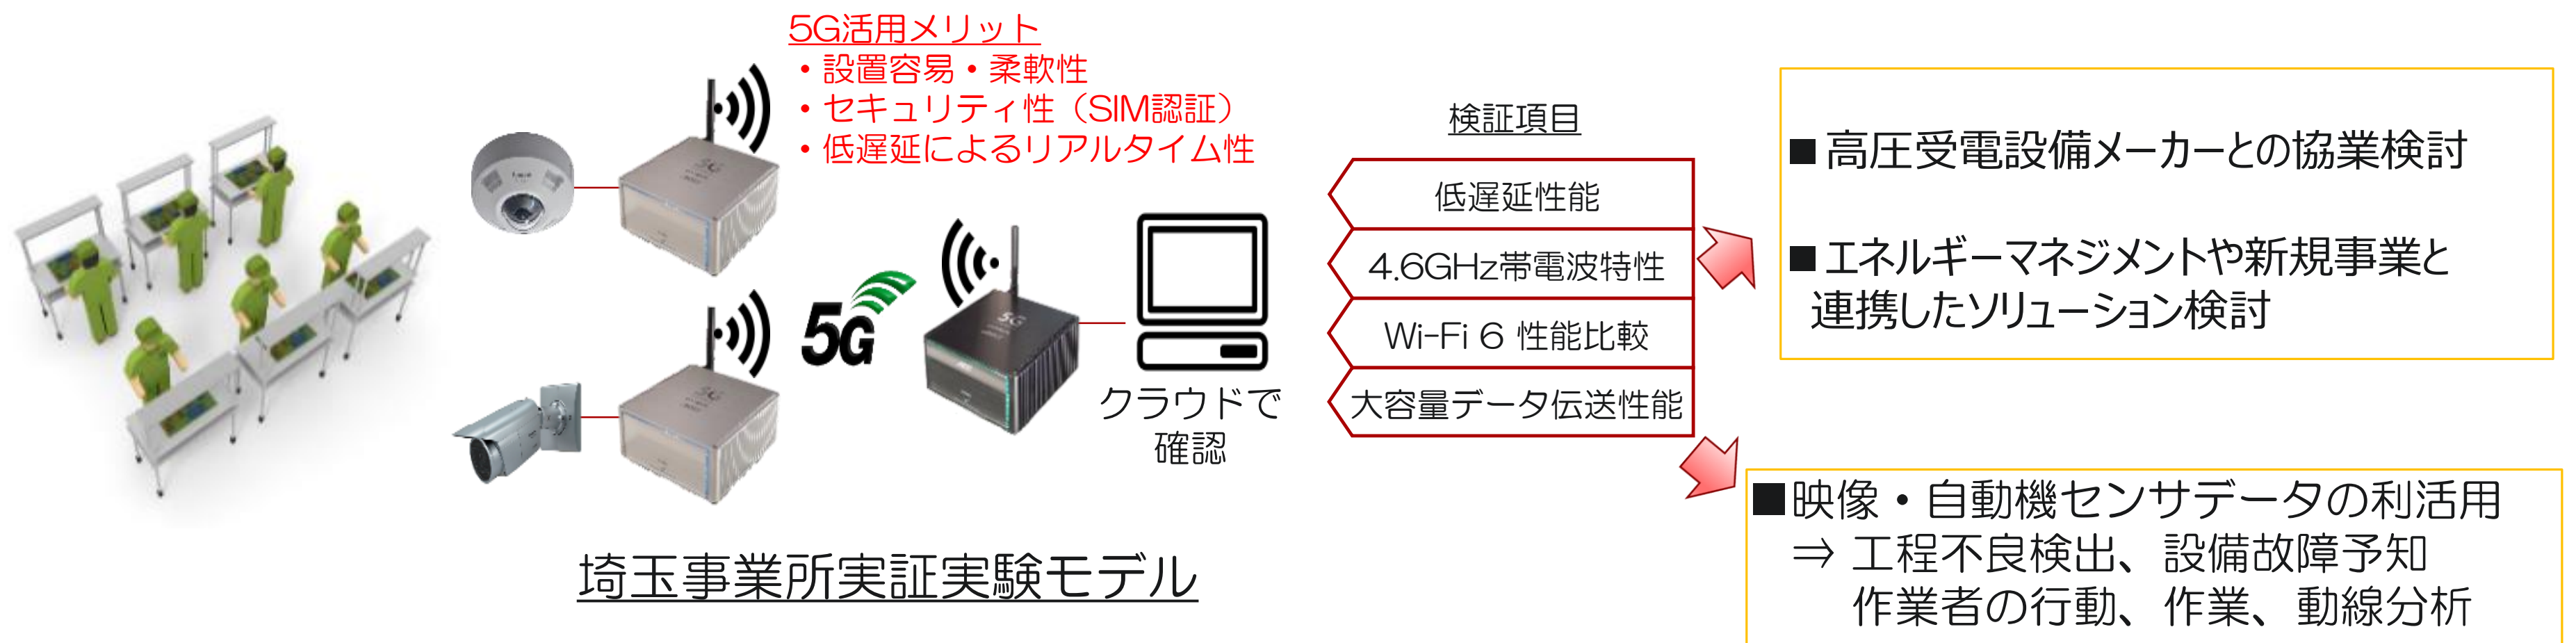 5G活用メリット
・設置容易・柔軟性
・セキュリティ性（SIM認証）
・低遅延によるリアルタイム性
5G
5G
5G
5G
クラウドで
確認
埼玉事業所実証実験モデル
検証項目
低遅延性能
4.6GHz帯電波特性
Wi-Fi 6 性能比較
大容量データ伝送性能
■高圧受電設備メーカーとの協業検討
■エネルギーマネジメントや新規事業と
連携したソリューション検討
■映像・自動機センサデータの利活用
⇒ 工程不良検出、設備故障予知
作業者の行動、作業、動線分析